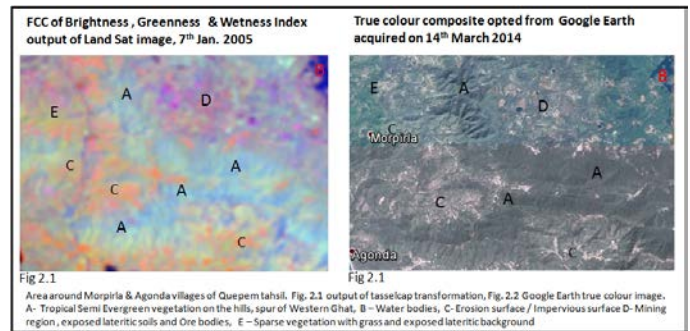 FCC of Brightness , Greenness & Wetness Index
output of Land Sat image, 7th Jan. 2005
True colour composite opted from Google Earth
acquired on 14th March 2014
B
A
D
E
C
A
C
A
A
C
Fig 2.1
B
E
A
D
C
Morpirla
A
C
A
Agonda
C
Fig 2.1
Area around Morpirla & Agonda villages of Quepem tahsil. Fig. 2.1 output of tasselcap transformation, Fig. 2.2 Google Earth true colour image.
A- Tropical Semi Evergreen vegetation on the hills, spur of Western Ghat, B – Water bodies, C- Erosion surface / Impervious surface D- Mining
region , exposed lateritic soils and Ore bodies, E – Sparse vegetation with grass and exposed lateritic background